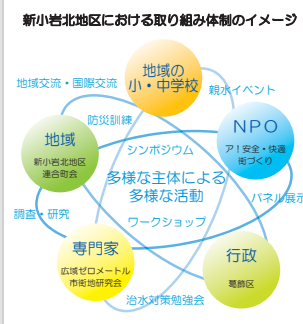 新小岩北地区における取り組み体制のイメージ
地域の
小・中学校
地域交流・国際交流
親水イベント
防災訓練
NPO
ア！安全・快適
街づくり
地域
新小岩北地区
連合町会
シンポジウム
多様な主体による
多様な活動
パネル展示
調査・研究
ワークショップ
専門家
広域ゼロメートル
市街地研究会
行政
葛飾区
治水対策勉強会